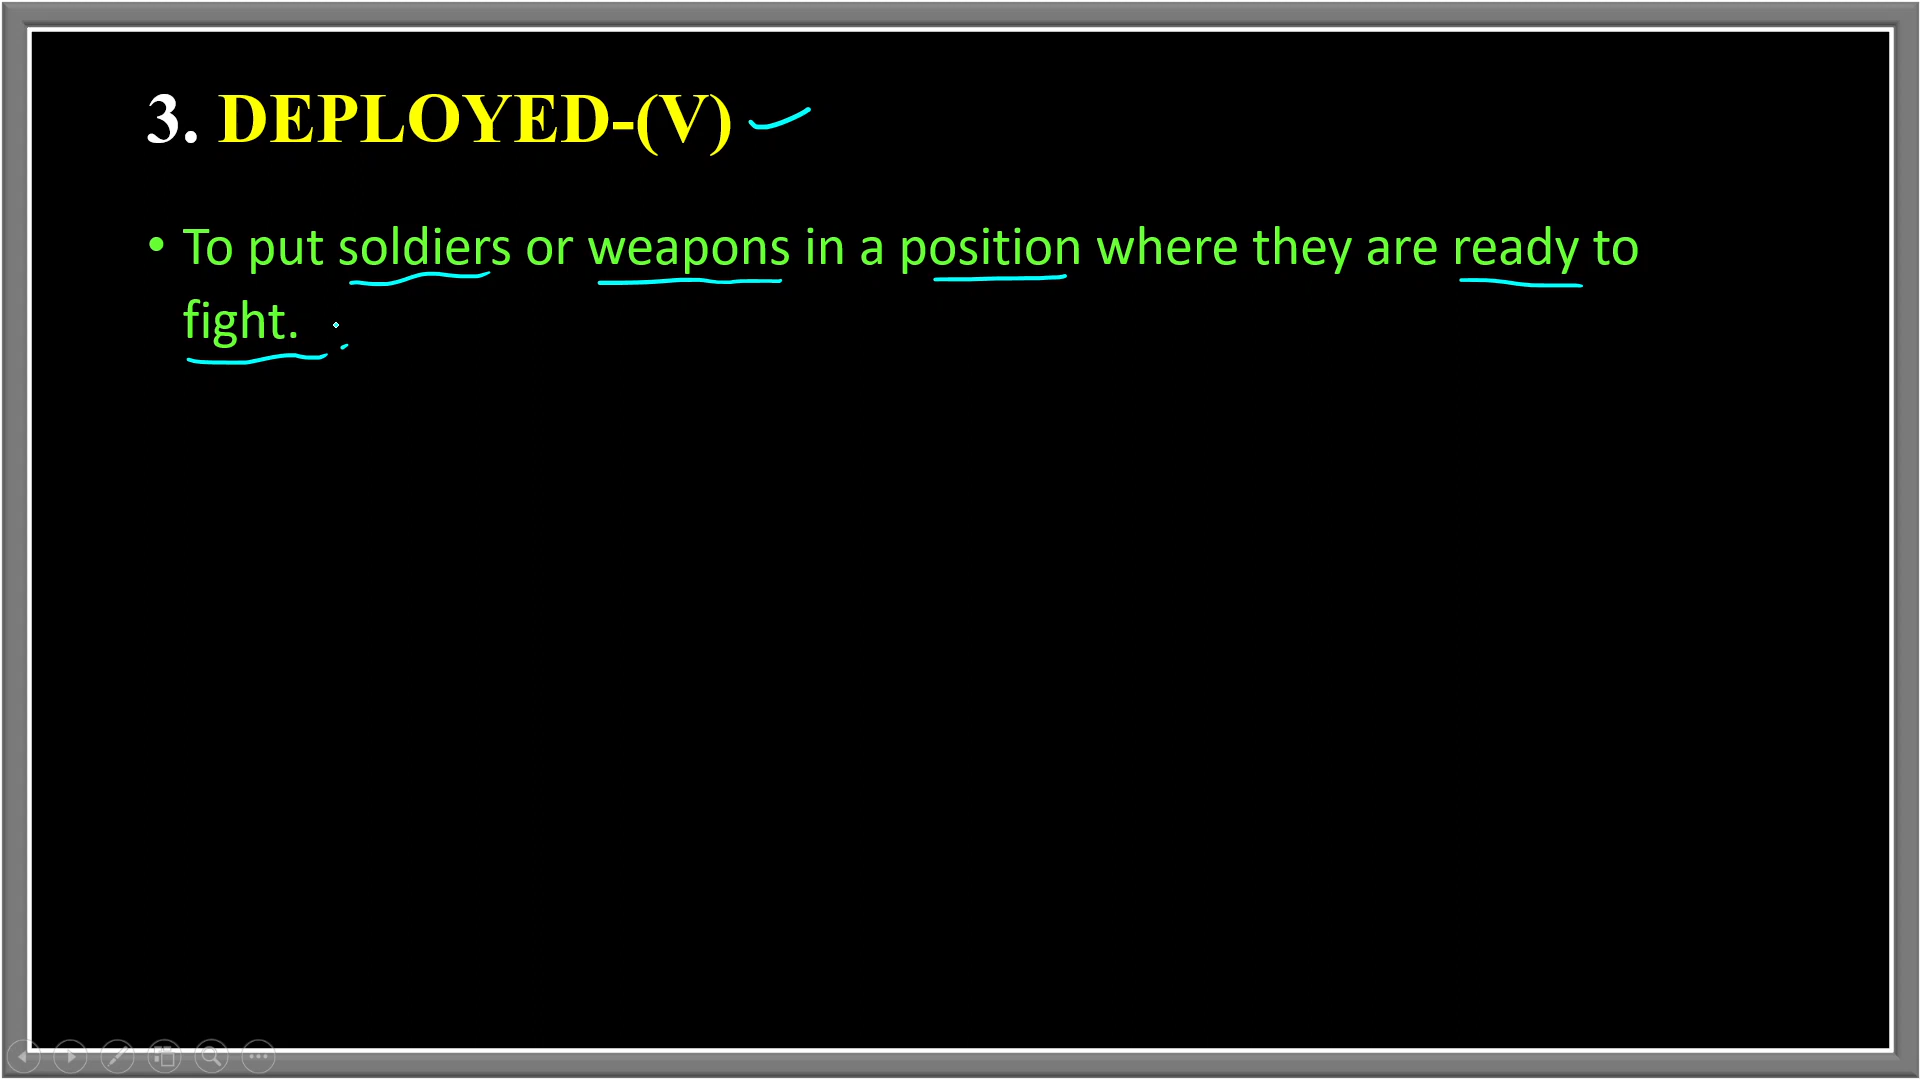 3. DEPLOYED-(V)
• To put soldiers or weapons in a position where they are ready to
fight.